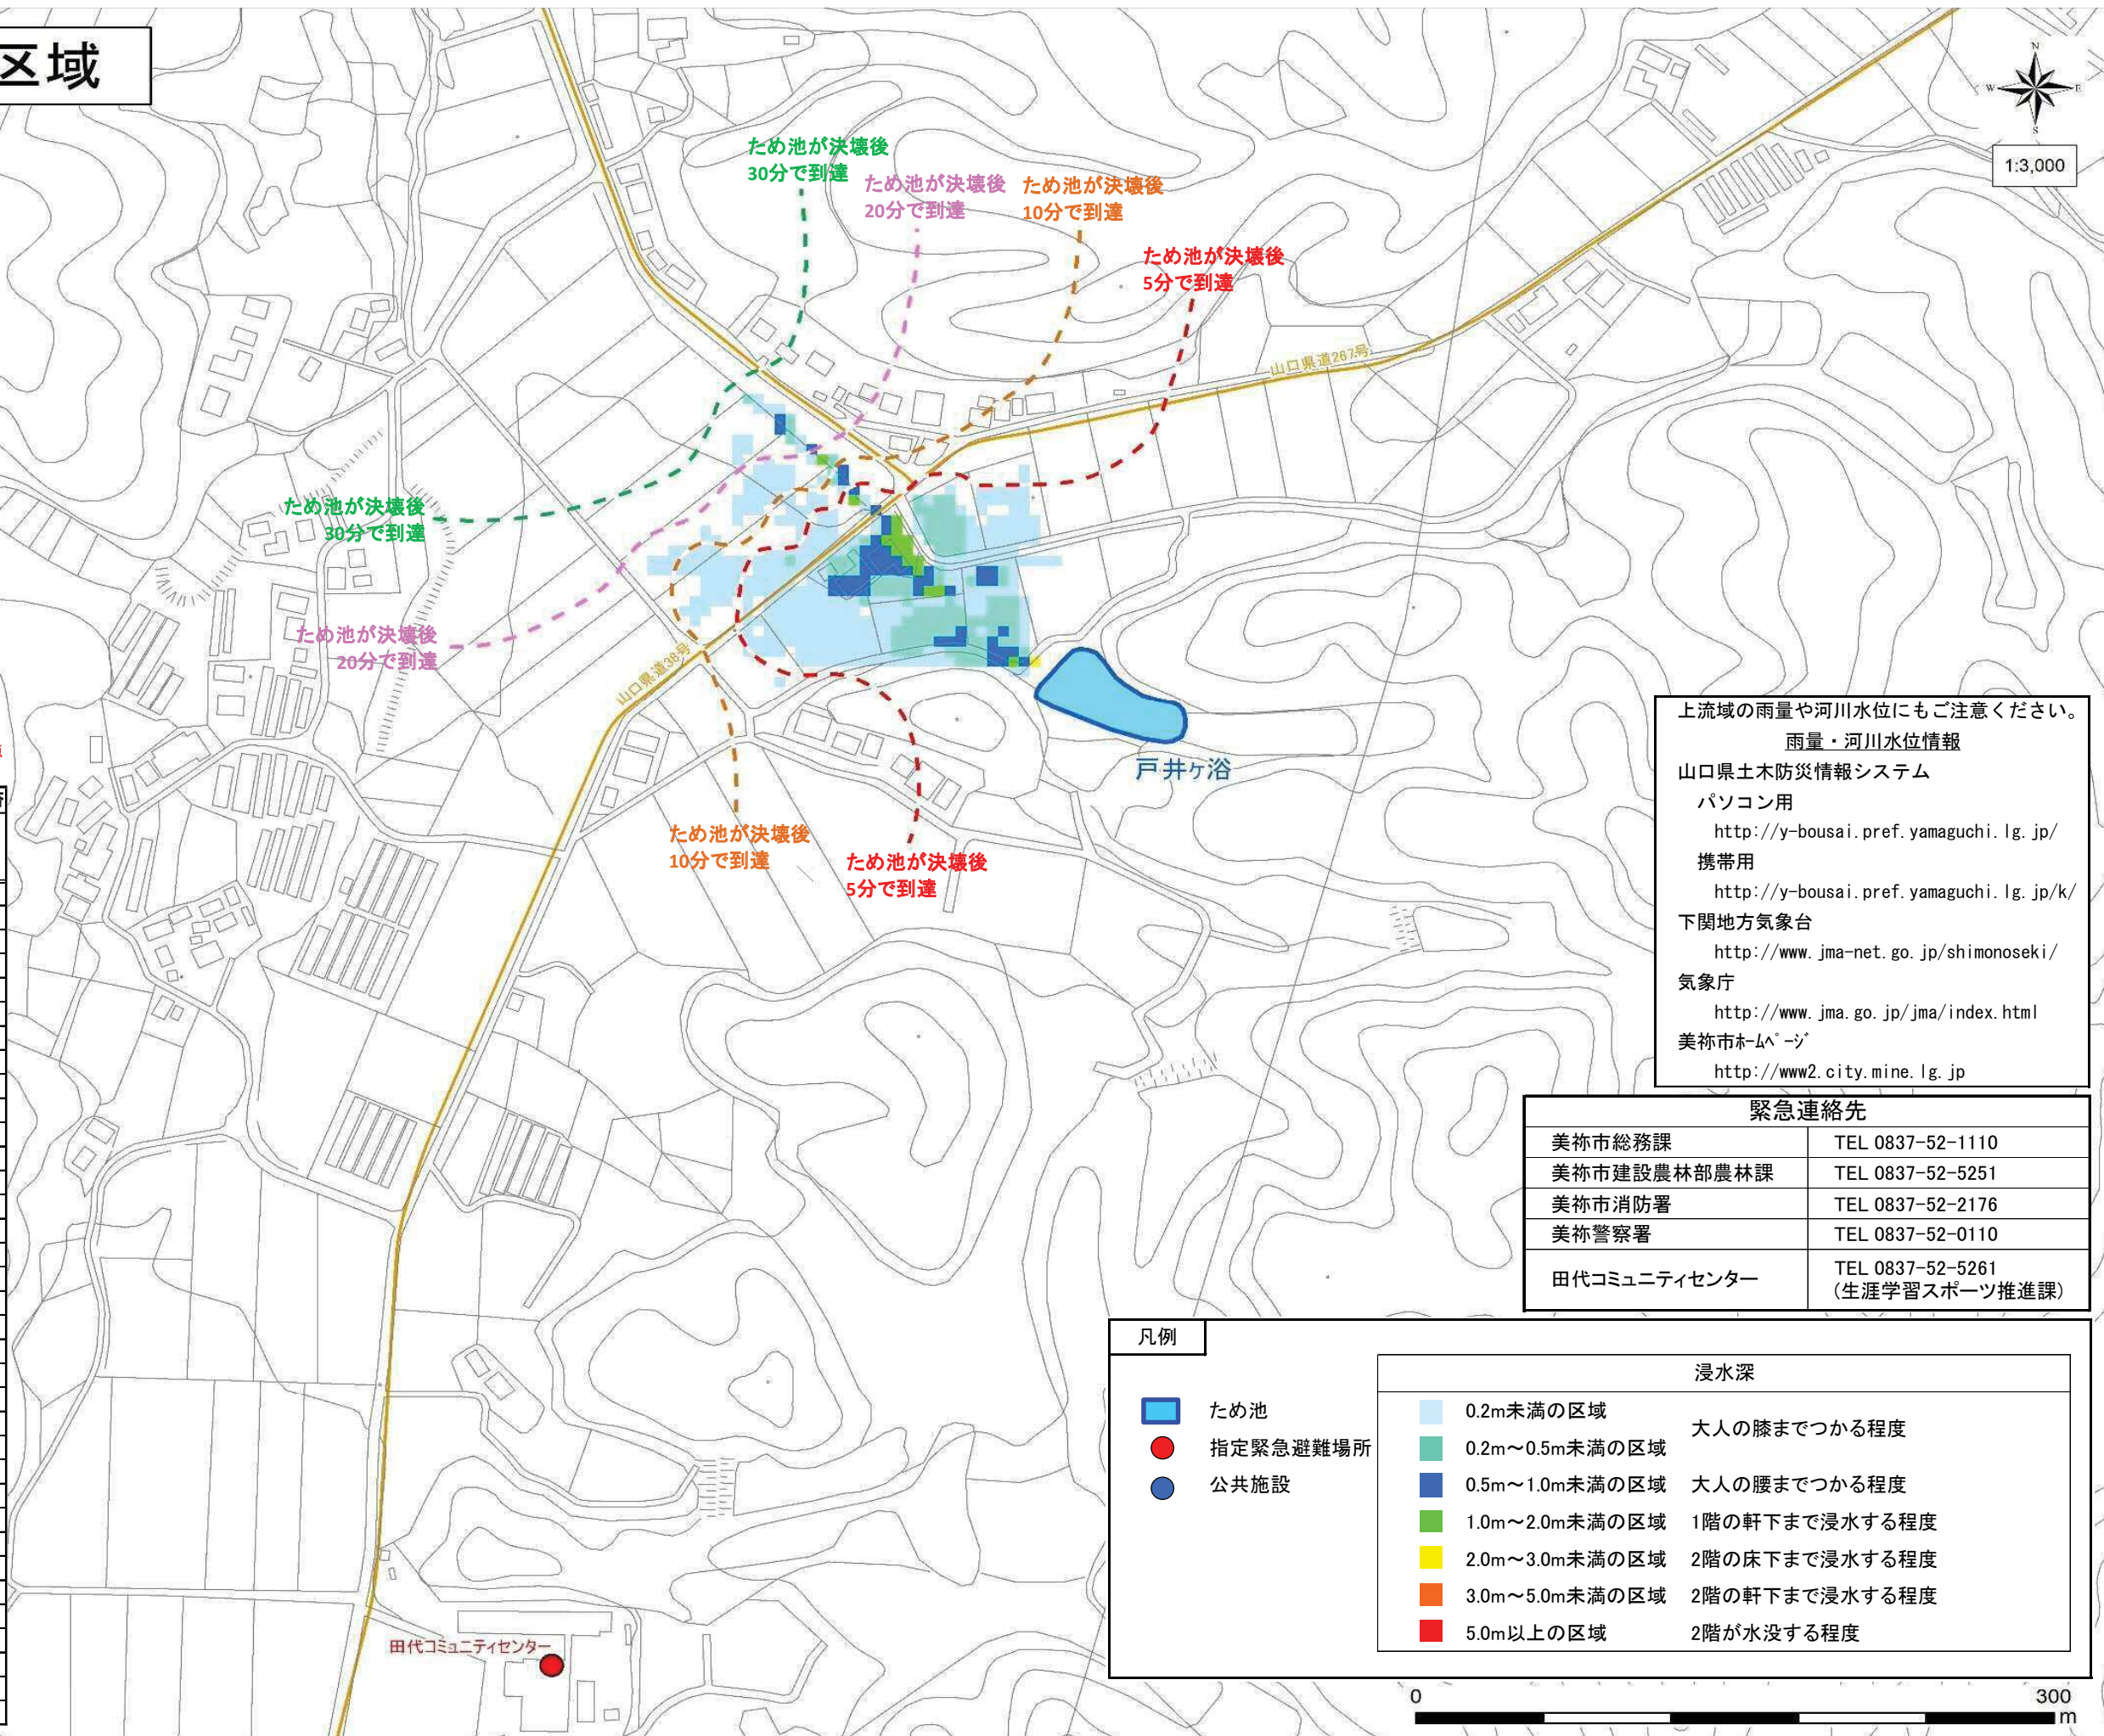 区域
N
W
E
S
1:3,000
ため池が決壊後
30分で到達
ため池が決壊後
20分で到達
ため池が決壊後
10分で到達
ため池が決壊後
5分で到達
山口県道267号
ため池が決壊後
30分で到達
ため池が決壊後
20分で到達
山口県道38号
戸井ヶ浴
ため池が決壊後
10分で到達
ため池が決壊後
5分で到達
上流域の雨量や河川水位にもご注意ください。
雨量・河川水位情報
山口県土木防災情報システム
パソコン用
http://y-bousai.pref.yamaguchi.lg.jp/
携帯用
http://y-bousai.pref.yamaguchi.lg.jp/k/
下関地方気象台
http://www.jma-net.go.jp/shimonoseki/
気象庁
http://www.jma.go.jp/jma/index.html
美祢市ﾎｰﾑﾍﾟｰｼﾞ
http://www2.city.mine.lg.jp
緊急連絡先
美祢市総務課 TEL 0837-52-1110
美祢市建設農林部農林課 TEL 0837-52-5251
美祢市消防署 TEL 0837-52-2176
美祢警察署 TEL 0837-52-0110
田代コミュニティセンター TEL 0837-52-5261
(生涯学習スポーツ推進課)
凡例
ため池
指定緊急避難場所
公共施設
浸水深
0.2m未満の区域
大人の膝までつかる程度
0.2m～0.5m未満の区域
0.5m～1.0m未満の区域 大人の腰までつかる程度
1.0m～2.0m未満の区域 1階の軒下まで浸水する程度
2.0m～3.0m未満の区域 2階の床下まで浸水する程度
3.0m～5.0m未満の区域 2階の軒下まで浸水する程度
5.0m以上の区域 2階が水没する程度
田代コミュニティセンター
0 300
m